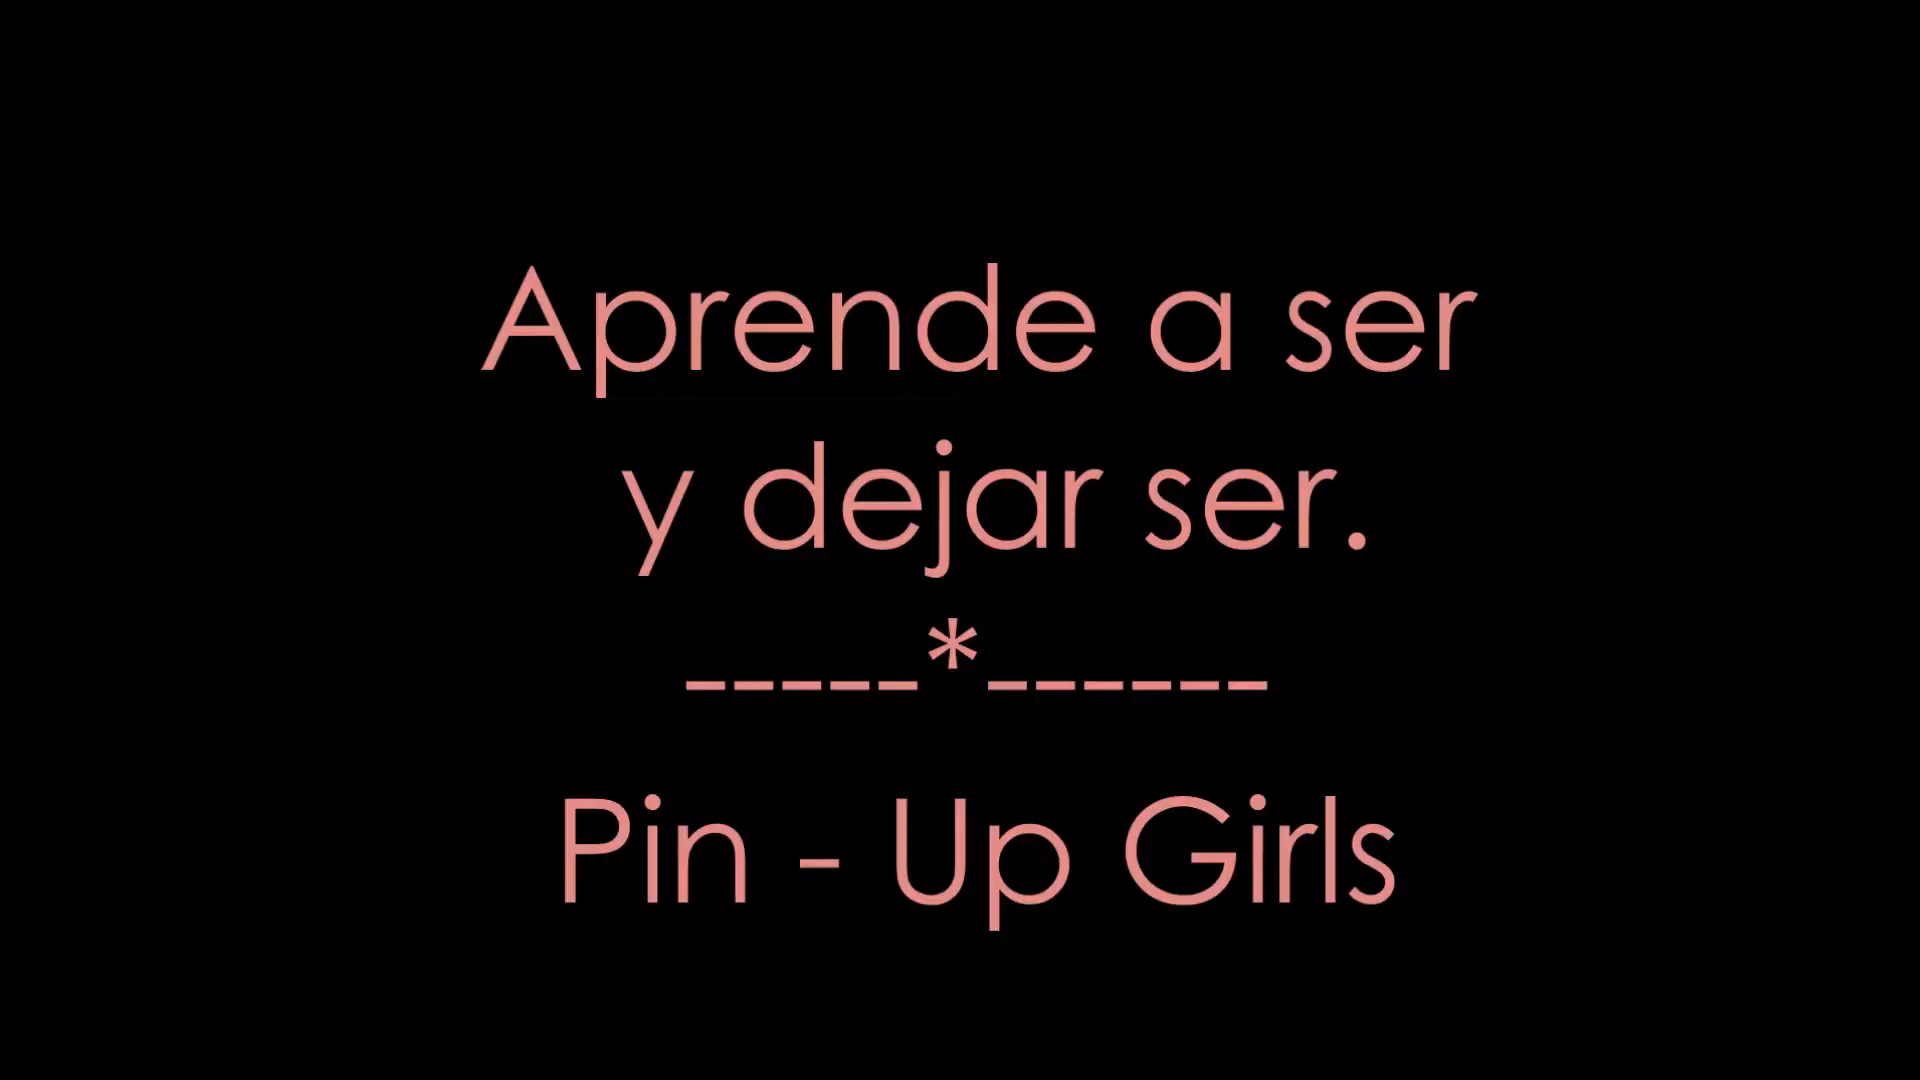 Aprende a ser
y dejar ser.
-----*------
Pin - Up Girls